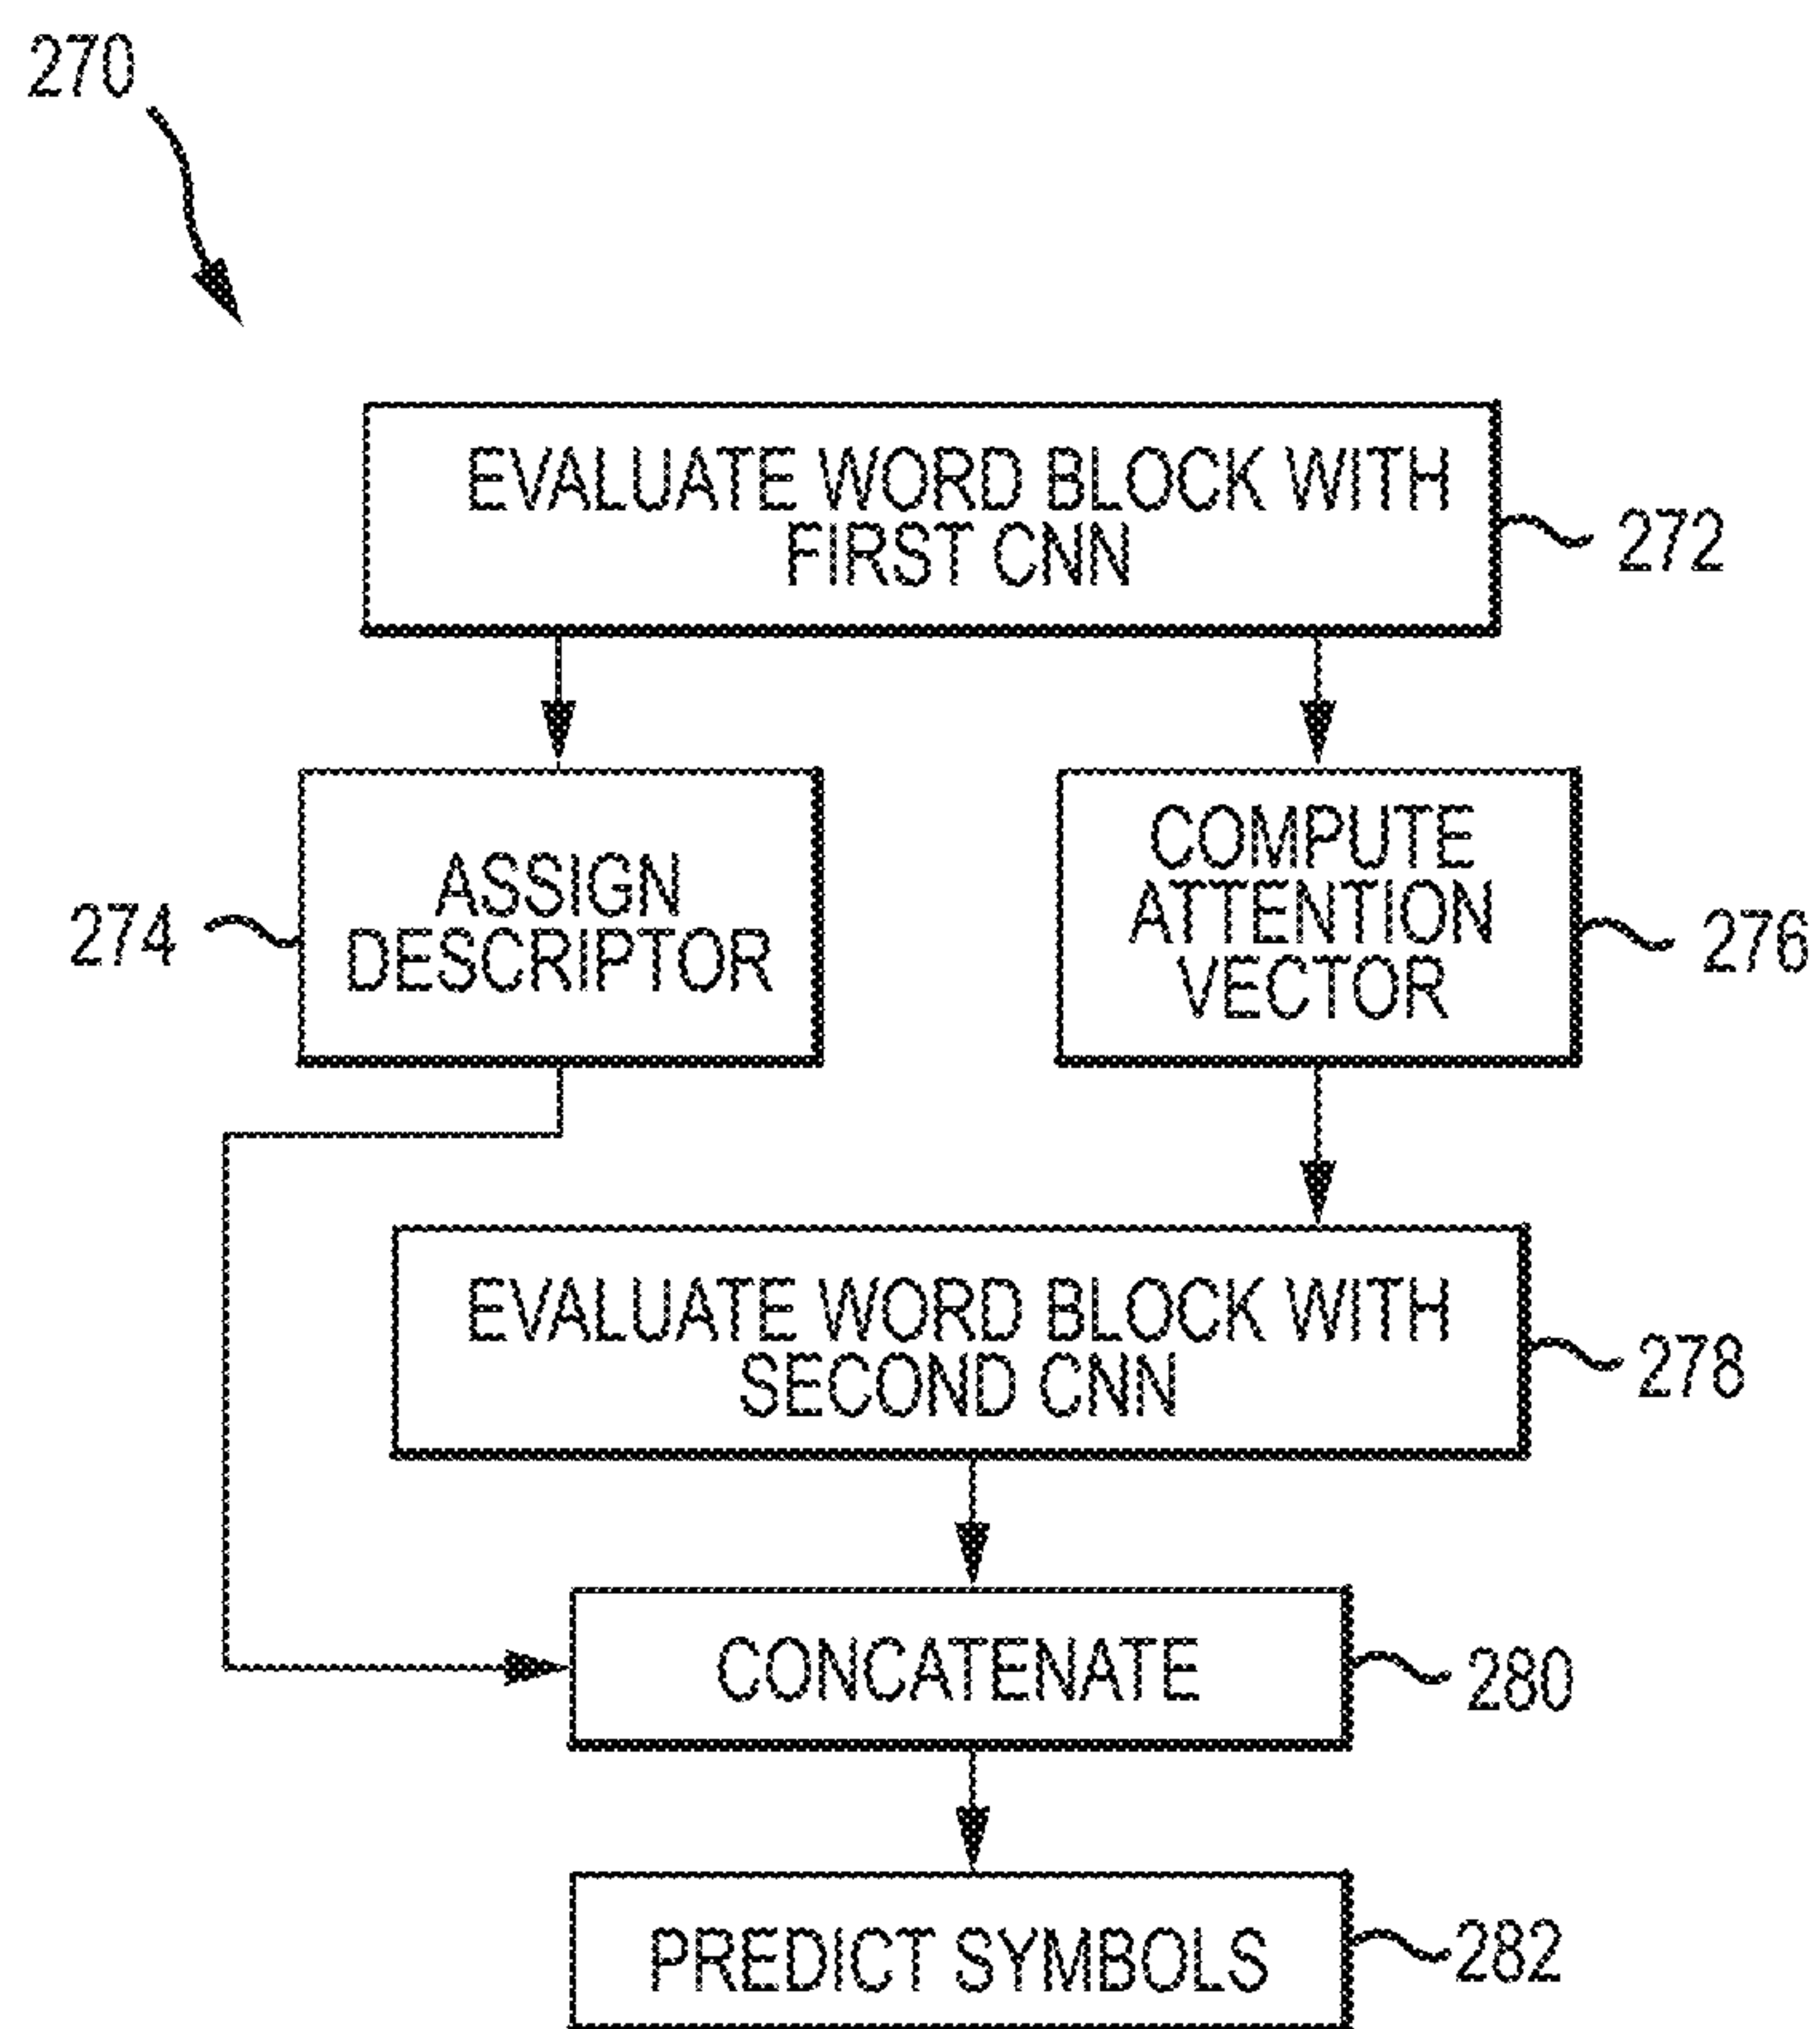 270
EVALUATE WORD BLOCK WITH
FIRST CNN
272
ASSIGN
DESCRIPTOR
274
COMPUTE
ATTENTION
VECTOR
276
EVALUATE WORD BLOCK WITH
SECOND CNN
278
CONCATENATE
280
PREDICT SYMBOLS
282